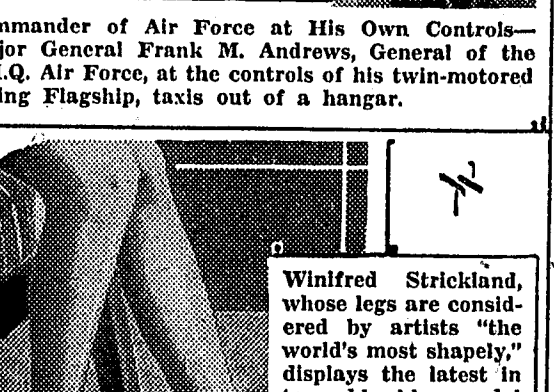 mmander of Air Force at His Own Controls—
jor General Frank M. Andrews, General of the
.Q. Air Force, at the controls of his twin-motored
ing Flagship, taxis out of a hangar.
Winifred Strickland,
whose legs are consid-
ered by artists "the
world's most shapely,"
displays the latest in